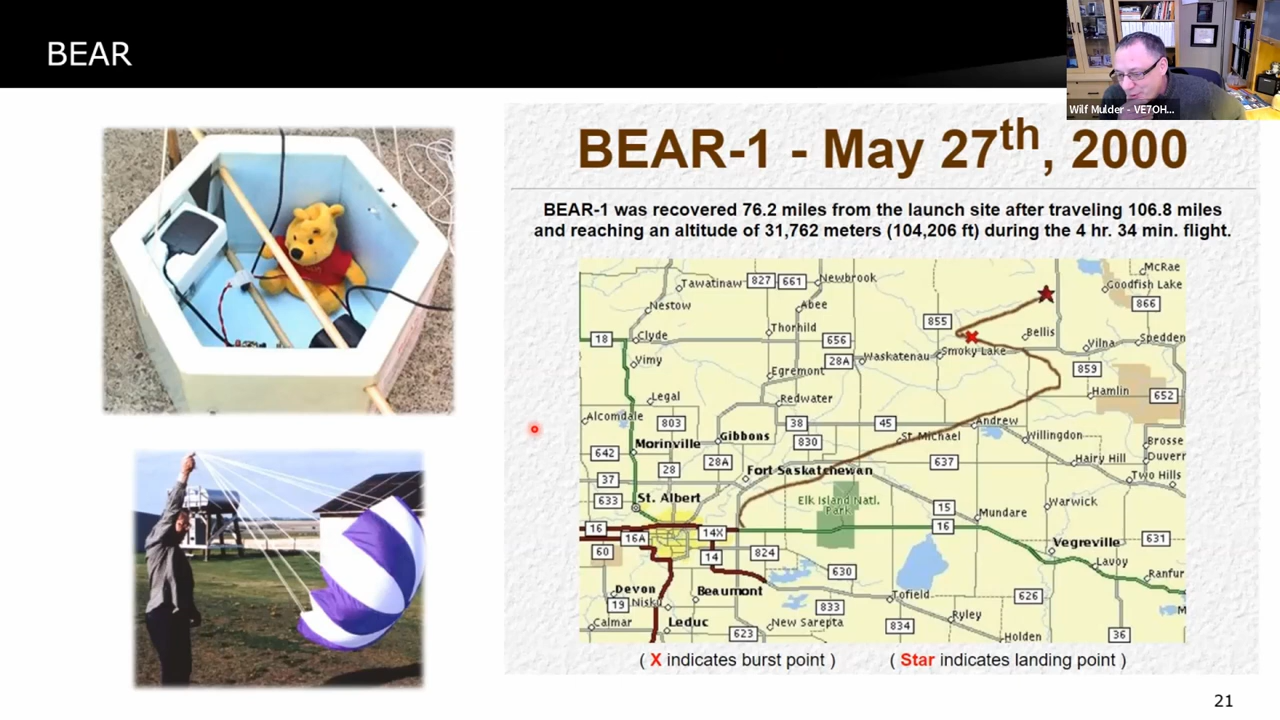 BEAR
Wilf Mulder - VE7OH...
BEAR-1 - May 27th, 2000
BEAR-1 was recovered 76.2 miles from the launch site after traveling 106.8 miles
and reaching an altitude of 31,762 meters (104,206 ft) during the 4 hr. 34 min. flight.
McRae
Tawatinaw 827 661 Newbrook
Goodfish Lake
866
Nestow
Abee
855
18
Clyde
Thorhild
656
Bellis
Vilna
Spedden
Vimy
28A
Waskatenau
Smoky Lake
859
Egremont
Hamlin
652
Legal
Redwater
Alcomdale
803
38
45
Andrew
Morinville
Gibbons
830
St. Michael
Willingdon
Brosse
642
28
28A
637
Hairy Hill
Duvern
37
Fort Saskatchewan
Two Hills
633
St. Albert
Elk Island Natl.
Park
15
Mundare
Warwick
16
16A
14X
16
631
60
14
824
Vegreville
Lavoy
630
Ranfur
Devon
Beaumont
Tofield
626
19
Nisku
833
Ryley
M
Calmar
Leduc
623
New Sarepta
834
Holden
36
( X indicates burst point )
( Star indicates landing point )
21